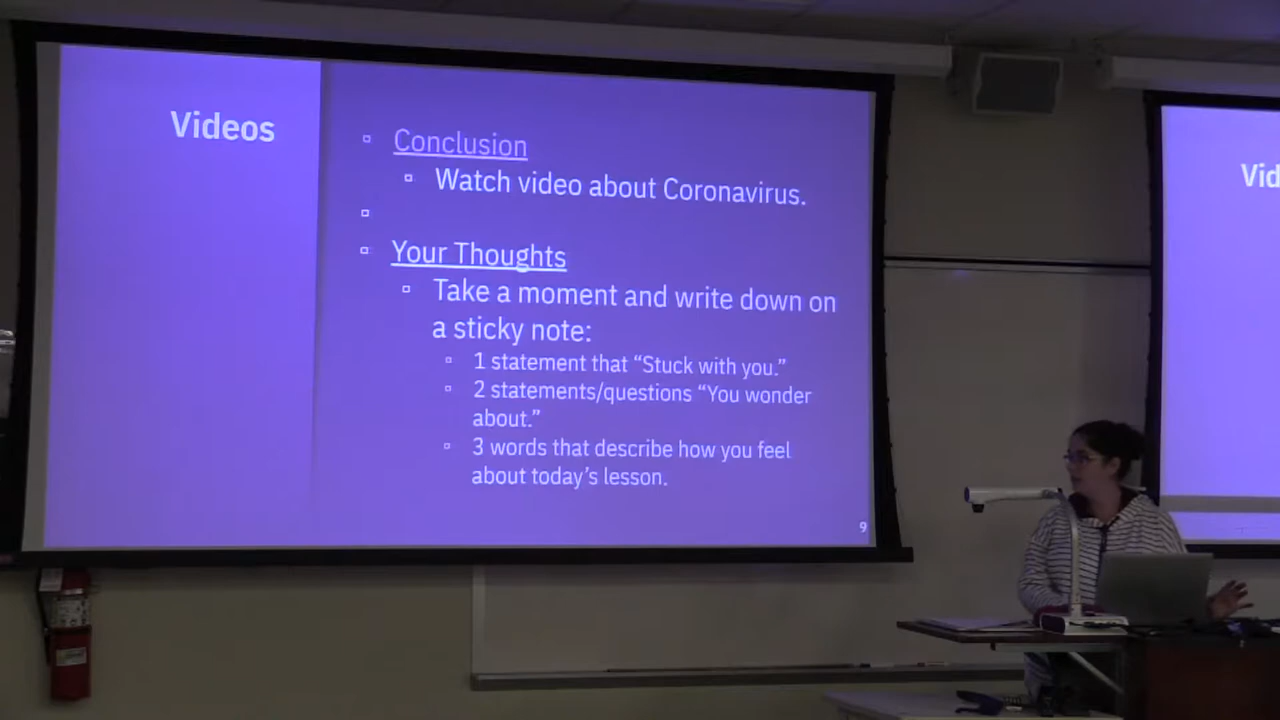 Videos
Conclusion
Watch video about Coronavirus.
Your Thoughts
Take a moment and write down on
a sticky note:
1 statement that “Stuck with you.”
2 statements/questions “You wonder
about.”
3 words that describe how you feel
about today’s lesson.
9
Vid